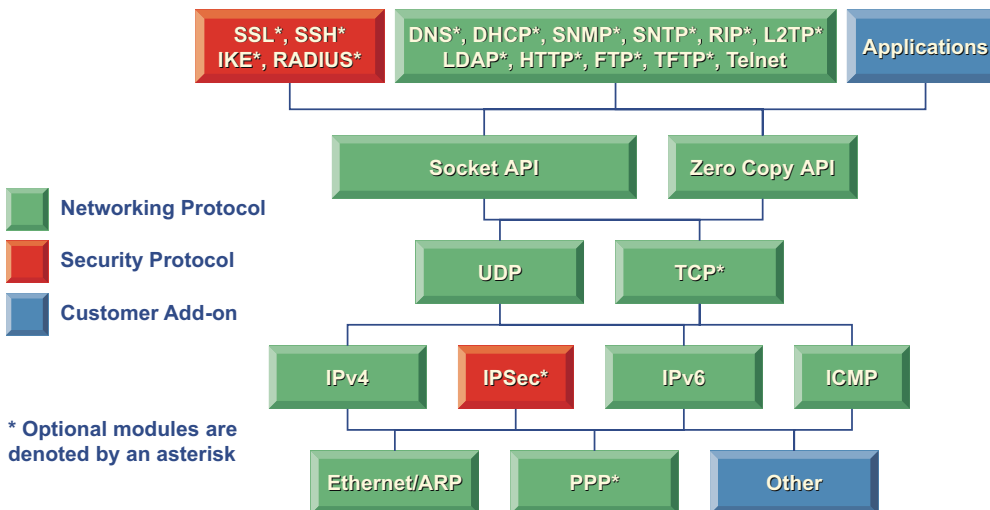 SSL*, SSH*
IKE*, RADIUS*
DNS*, DHCP*, SNMP*, SNTP*, RIP*, L2TP*
LDAP*, HTTP*, FTP*, TFTP*, Telnet
Applications
Socket API
Zero Copy API
Networking Protocol
Security Protocol
Customer Add-on
UDP
TCP*
IPv4
IPSec*
IPv6
ICMP
* Optional modules are
denoted by an asterisk
Ethernet/ARP
PPP*
Other